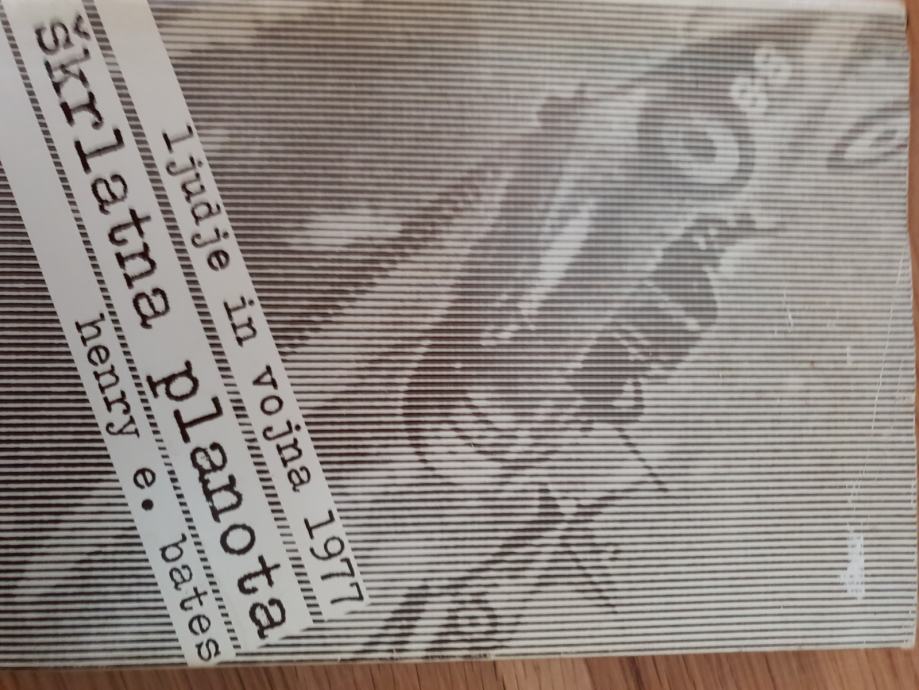 ljudje in vojna 1977
škrlatna planota
henry e. bates